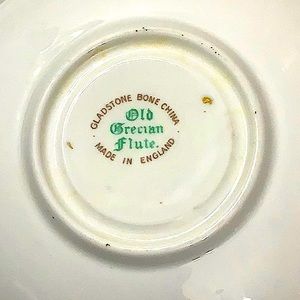 GLADSTONE BONE CHINA
Old
Grecian
Flute.
MADE IN ENGLAND